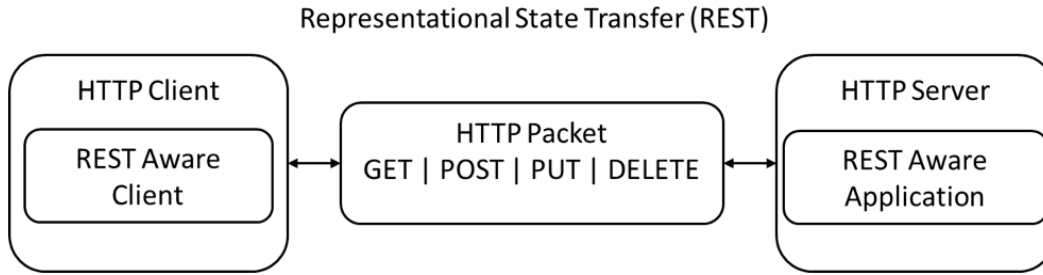 Representational State Transfer (REST)
HTTP Client
REST Aware
Client
HTTP Packet
GET | POST | PUT | DELETE
HTTP Server
REST Aware
Application